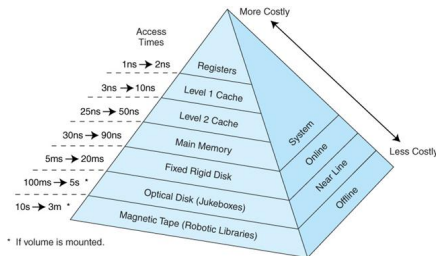 More Costly
Access
Times
1ns → 2ns
Registers
3ns → 10ns
Level 1 Cache
25ns → 50ns
Level 2 Cache
30ns → 90ns
Main Memory
5ms → 20ms
Fixed Rigid Disk
100ms → 5s *
Optical Disk (Jukeboxes)
10s → 3m *
Magnetic Tape (Robotic Libraries)
System
Online
Near Line
Offline
Less Costly
* If volume is mounted.